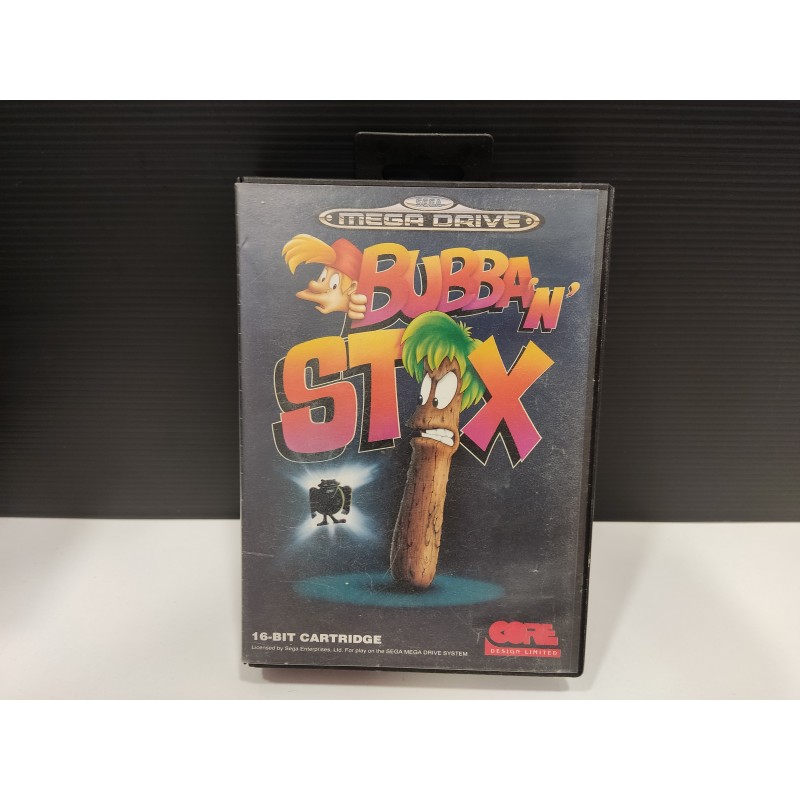 SEGA
MEGA DRIVE
BUBBA 'N'
STIX
16-BIT CARTRIDGE
Licensed by Sega Enterprises, Ltd. For play on the SEGA MEGA DRIVE SYSTEM
CORE
DESIGN LIMITED